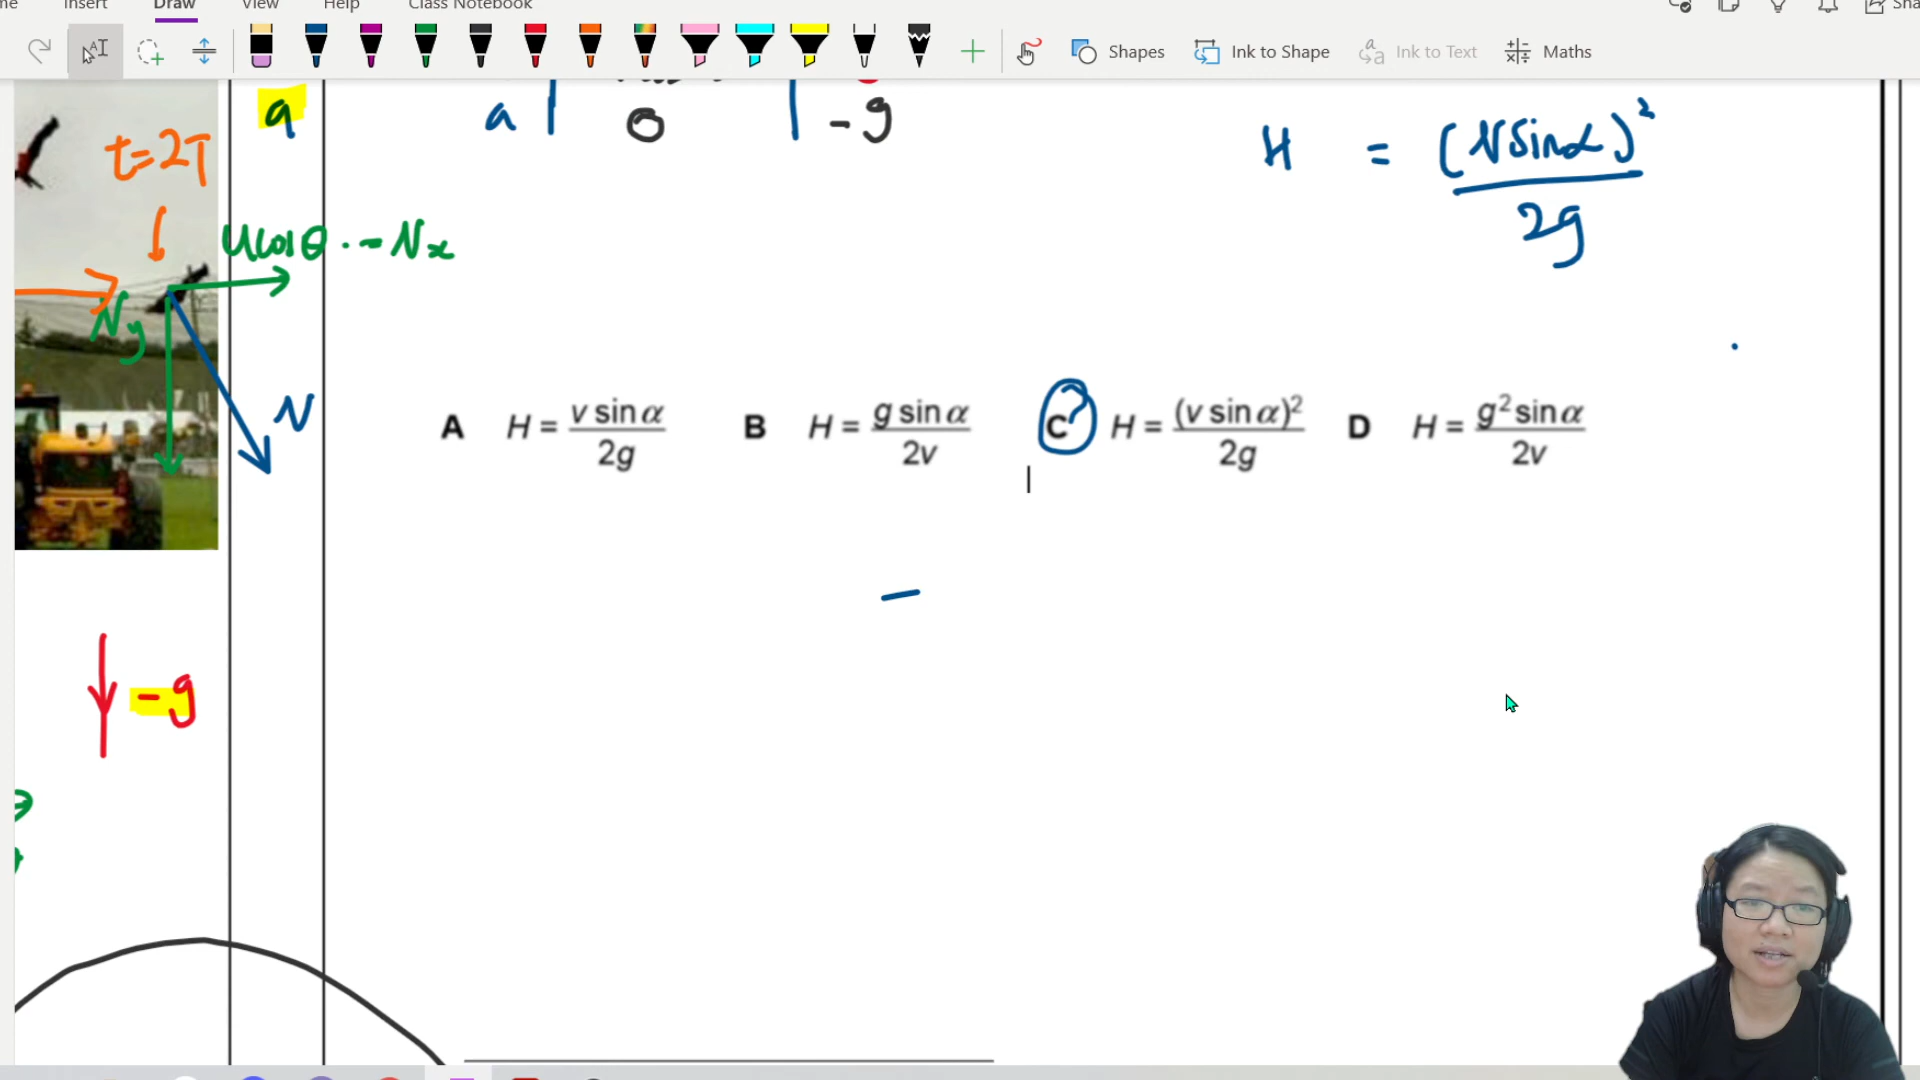 Insert Draw View Help Class Notebook
Shapes Ink to Shape Ink to Text Maths
a a 0 -g
H = (v sin α)²
2g
t=2T
u cos θ · - Vx
Vy
V
A H = v sin α / 2g B H = g sin α / 2v C ? H = (v sin α)² / 2g D H = g² sin α / 2v
-g